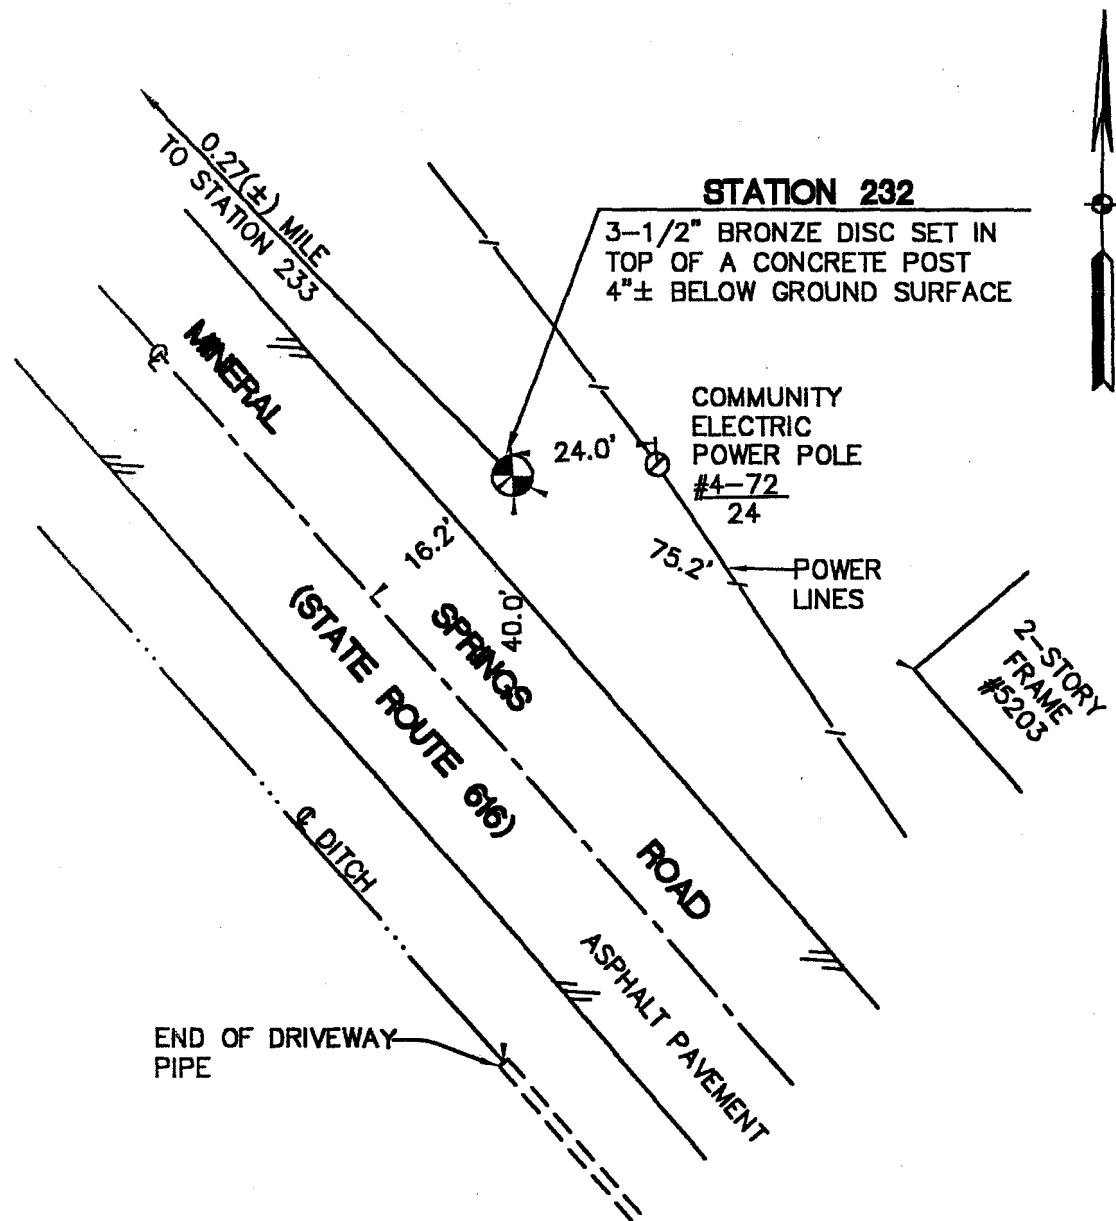 0.27(±) MILE
TO STATION 233
STATION 232
3-1/2" BRONZE DISC SET IN
TOP OF A CONCRETE POST
4"± BELOW GROUND SURFACE
MINERAL
COMMUNITY
ELECTRIC
POWER POLE
#4-72
24
24.0'
16.2'
75.2'
POWER
LINES
40.0'
SPRINGS
(STATE ROUTE 616)
2-STORY
FRAME
#5203
℄ DITCH
ROAD
ASPHALT PAVEMENT
END OF DRIVEWAY
PIPE